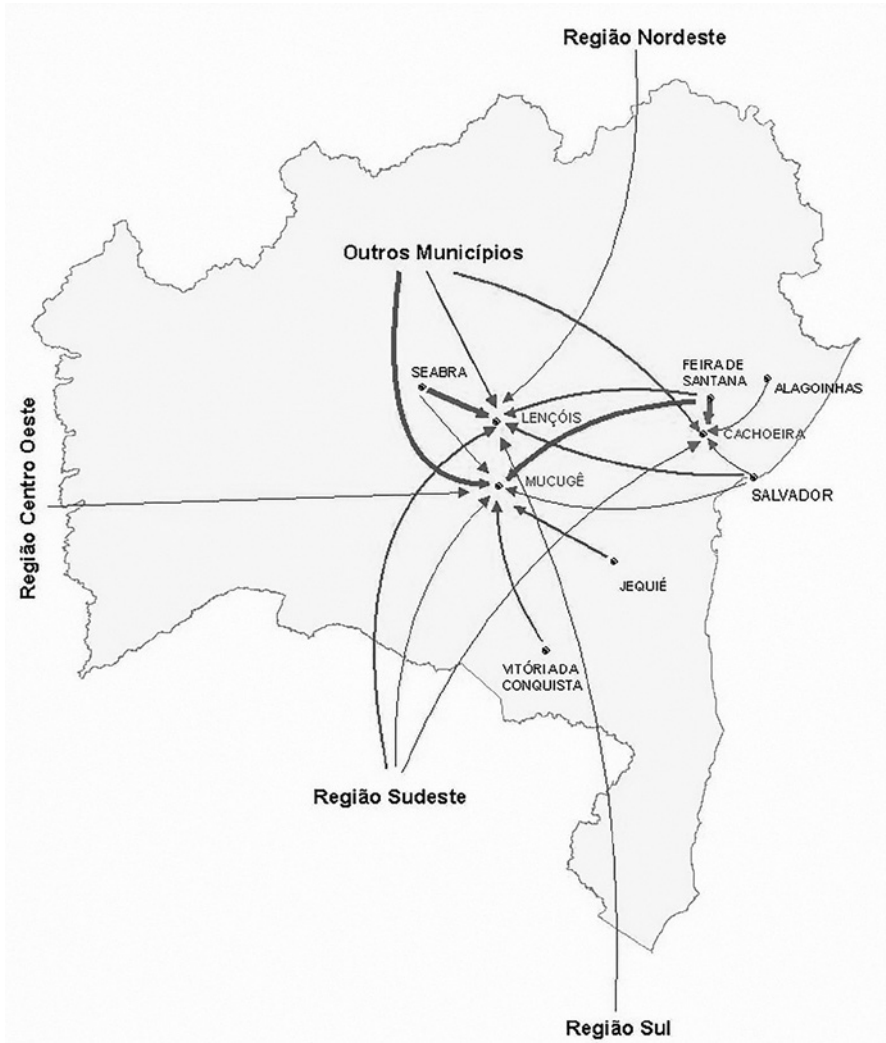 Região Nordeste
Outros Municípios
SEABRA
FEIRA DE
SANTANA
ALAGOINHAS
LENÇÓIS
CACHOEIRA
MUCUGÊ
SALVADOR
Região Centro Oeste
JEQUIÉ
VITÓRIA DA
CONQUISTA
Região Sudeste
Região Sul